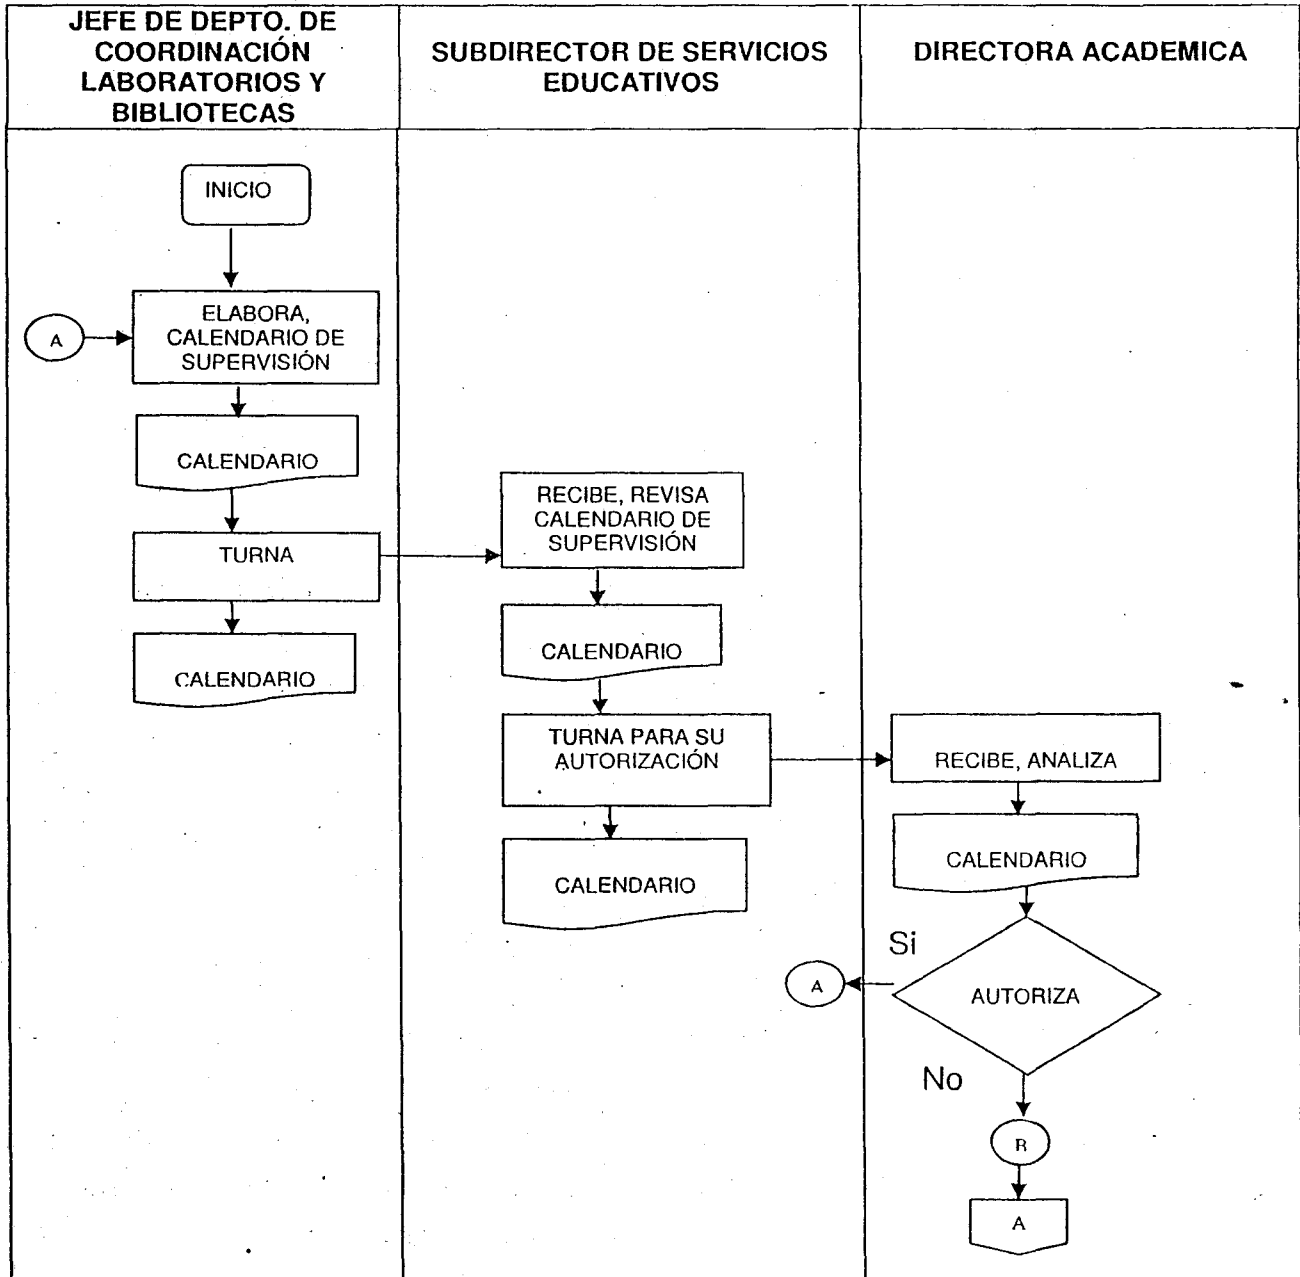 JEFE DE DEPTO. DE
COORDINACIÓN
LABORATORIOS Y
BIBLIOTECAS
SUBDIRECTOR DE SERVICIOS
EDUCATIVOS
DIRECTORA ACADEMICA
INICIO
A
ELABORA,
CALENDARIO DE
SUPERVISIÓN
CALENDARIO
TURNA
CALENDARIO
RECIBE, REVISA
CALENDARIO DE
SUPERVISIÓN
CALENDARIO
TURNA PARA SU
AUTORIZACIÓN
CALENDARIO
RECIBE, ANALIZA
CALENDARIO
Si
A
AUTORIZA
No
B
A